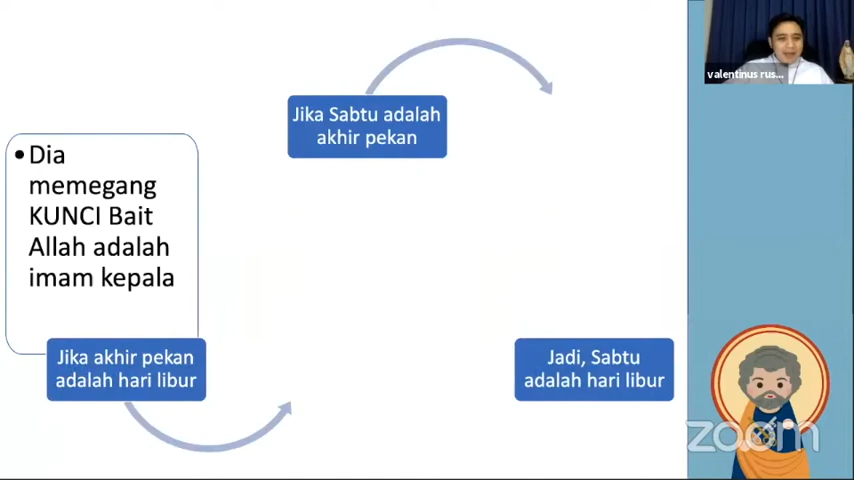 valentinus rus...
Jika Sabtu adalah
akhir pekan
• Dia
memegang
KUNCI Bait
Allah adalah
imam kepala
Jika akhir pekan
adalah hari libur
Jadi, Sabtu
adalah hari libur
zoom